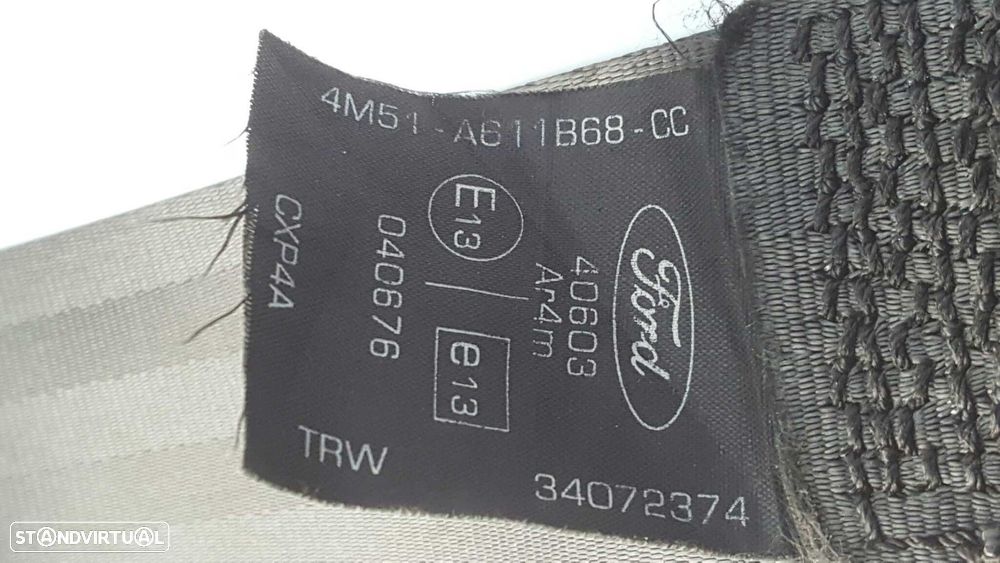 4M51-A611B68-CC
Ford
40603
Ar4m
E13
e13
040676
CXP4A
TRW
34072374
STANDVIRTUAL